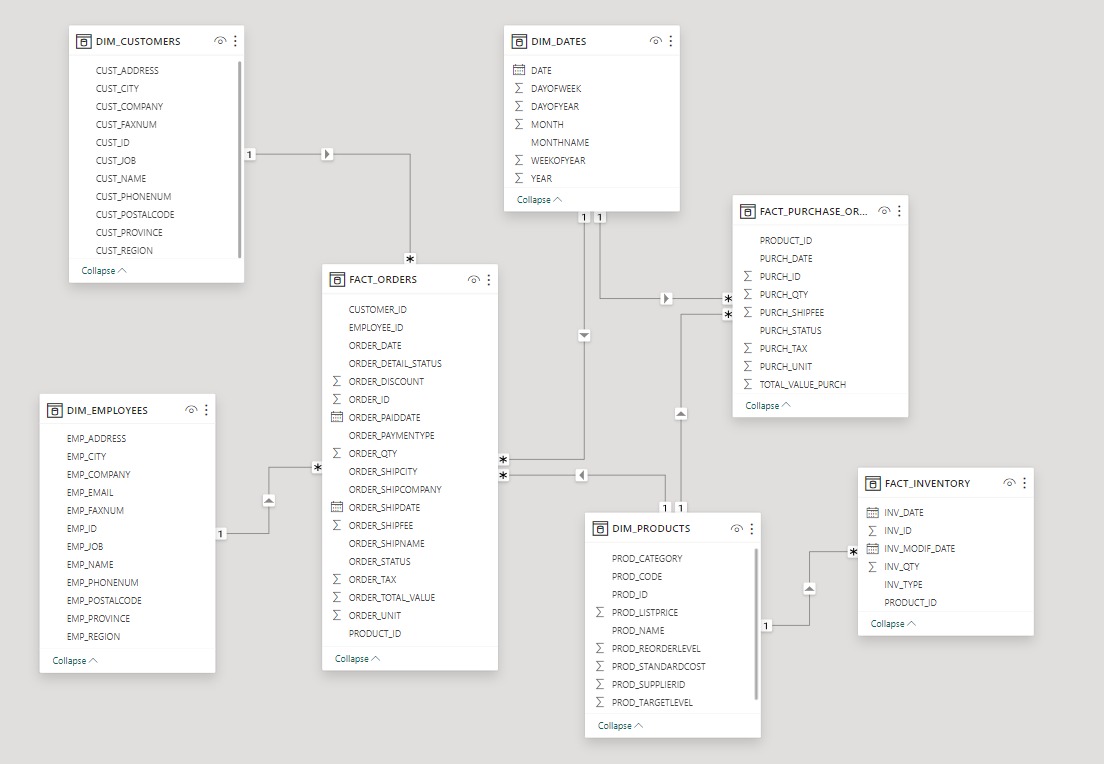 DIM_CUSTOMERS
CUST_ADDRESS
CUST_CITY
CUST_COMPANY
CUST_FAXNUM
CUST_ID
CUST_JOB
CUST_NAME
CUST_PHONENUM
CUST_POSTALCODE
CUST_PROVINCE
CUST_REGION
Collapse
1
*
DIM_DATES
DATE
DAYOFWEEK
DAYOFYEAR
MONTH
MONTHNAME
WEEKOFYEAR
YEAR
Collapse
1 1
FACT_PURCHASE_OR...
PRODUCT_ID
PURCH_DATE
PURCH_ID
PURCH_QTY
PURCH_SHIPFEE
PURCH_STATUS
PURCH_TAX
PURCH_UNIT
TOTAL_VALUE_PURCH
Collapse
*
*
FACT_ORDERS
CUSTOMER_ID
EMPLOYEE_ID
ORDER_DATE
ORDER_DETAIL_STATUS
ORDER_DISCOUNT
ORDER_ID
ORDER_PAIDDATE
ORDER_PAYMENTYPE
ORDER_QTY
ORDER_SHIPCITY
ORDER_SHIPCOMPANY
ORDER_SHIPDATE
ORDER_SHIPFEE
ORDER_SHIPNAME
ORDER_STATUS
ORDER_TAX
ORDER_TOTAL_VALUE
ORDER_UNIT
PRODUCT_ID
Collapse
*
*
*
DIM_EMPLOYEES
EMP_ADDRESS
EMP_CITY
EMP_COMPANY
EMP_EMAIL
EMP_FAXNUM
EMP_ID
EMP_JOB
EMP_NAME
EMP_PHONENUM
EMP_POSTALCODE
EMP_PROVINCE
EMP_REGION
Collapse
1
1 1
DIM_PRODUCTS
PROD_CATEGORY
PROD_CODE
PROD_ID
PROD_LISTPRICE
PROD_NAME
PROD_REORDERLEVEL
PROD_STANDARDCOST
PROD_SUPPLIERID
PROD_TARGETLEVEL
Collapse
1
*
FACT_INVENTORY
INV_DATE
INV_ID
INV_MODIF_DATE
INV_QTY
INV_TYPE
PRODUCT_ID
Collapse